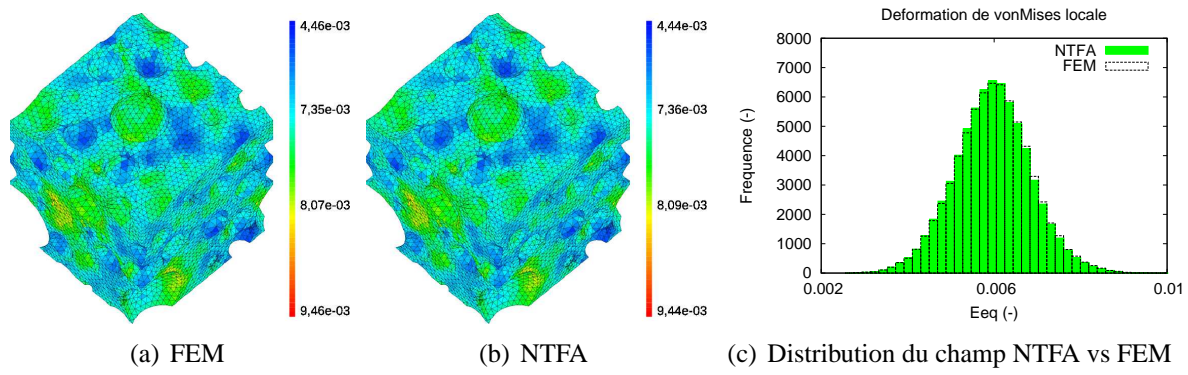 4,46e-03
7,35e-03
8,07e-03
9,46e-03
(a) FEM
4,44e-03
7,36e-03
8,09e-03
9,44e-03
(b) NTFA
Deformation de vonMises locale
NTFA
FEM
Frequence (-)
8000
7000
6000
5000
4000
3000
2000
1000
0
0.002
0.006
0.01
Eeq (-)
(c) Distribution du champ NTFA vs FEM